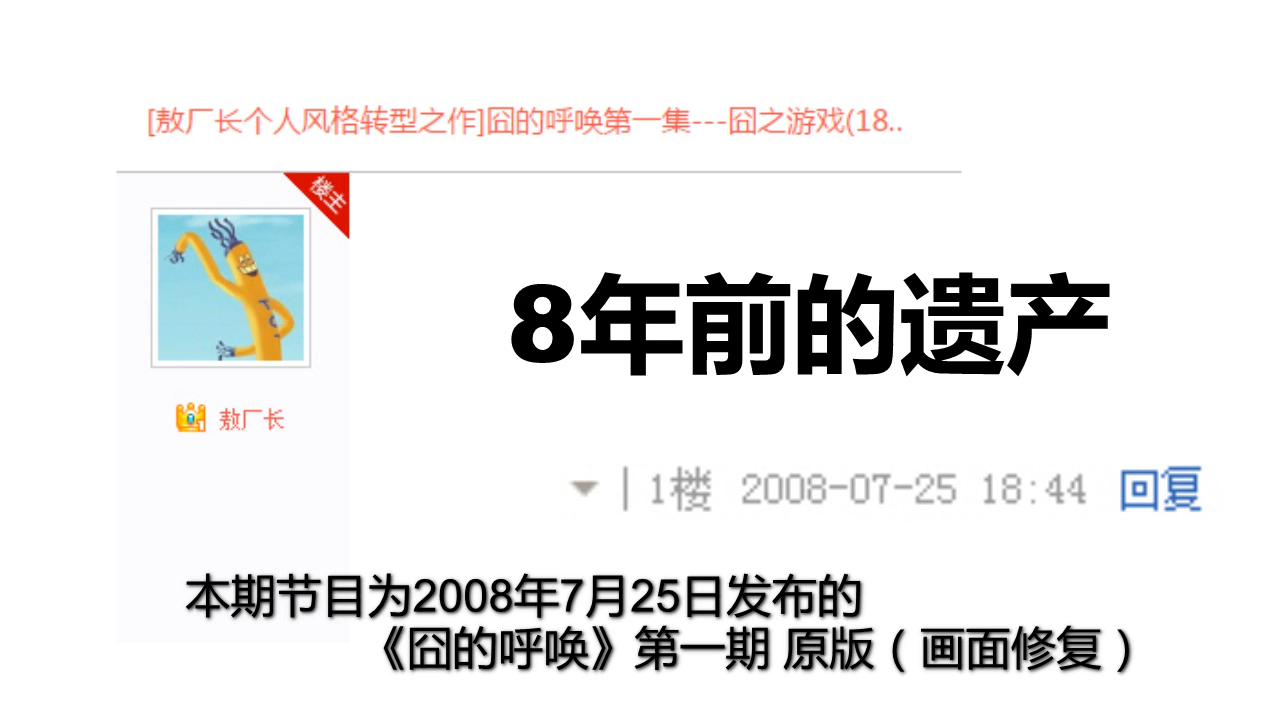 [敖厂长个人风格转型之作]囧的呼唤第一集---囧之游戏(18..
楼主
8年前的遗产
敖厂长
1楼 2008-07-25 18:44 回复
本期节目为2008年7月25日发布的
《囧的呼唤》第一期 原版（画面修复）